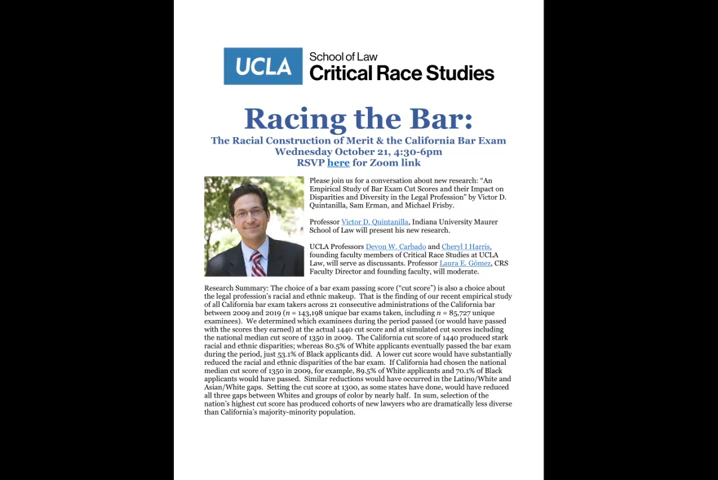 UCLA
School of Law
Critical Race Studies
Racing the Bar:
The Racial Construction of Merit & the California Bar Exam
Wednesday October 21, 4:30-6pm
RSVP here for Zoom link
Please join us for a conversation about new research: “An
Empirical Study of Bar Exam Cut Scores and their Impact on
Disparities and Diversity in the Legal Profession” by Victor D.
Quintanilla, Sam Erman, and Michael Frisby.
Professor Victor D. Quintanilla, Indiana University Maurer
School of Law will present his new research.
UCLA Professors Devon W. Carbado and Cheryl I Harris,
founding faculty members of Critical Race Studies at UCLA
Law, will serve as discussants. Professor Laura E. Gómez, CRS
Faculty Director and founding faculty, will moderate.
Research Summary: The choice of a bar exam passing score (“cut score”) is also a choice about
the legal profession’s racial and ethnic makeup. That is the finding of our recent empirical study
of all California bar exam takers across 21 consecutive administrations of the California bar
between 2009 and 2019 (n = 143,198 unique bar exams taken, including n = 85,727 unique
examinees). We determined which examinees during the period passed (or would have passed
with the scores they earned) at the actual 1440 cut score and at simulated cut scores including
the national median cut score of 1350 in 2009. The California cut score of 1440 produced stark
racial and ethnic disparities; whereas 80.5% of White applicants eventually passed the bar exam
during the period, just 53.1% of Black applicants did. A lower cut score would have substantially
reduced the racial and ethnic disparities of the bar exam. If California had chosen the national
median cut score of 1350 in 2009, for example, 89.5% of White applicants and 70.1% of Black
applicants would have passed. Similar reductions would have occurred in the Latino/White and
Asian/White gaps. Setting the cut score at 1300, as some states have done, would have reduced
all three gaps between Whites and groups of color by nearly half. In sum, selection of the
nation’s highest cut score has produced cohorts of new lawyers who are dramatically less diverse
than California’s majority-minority population.